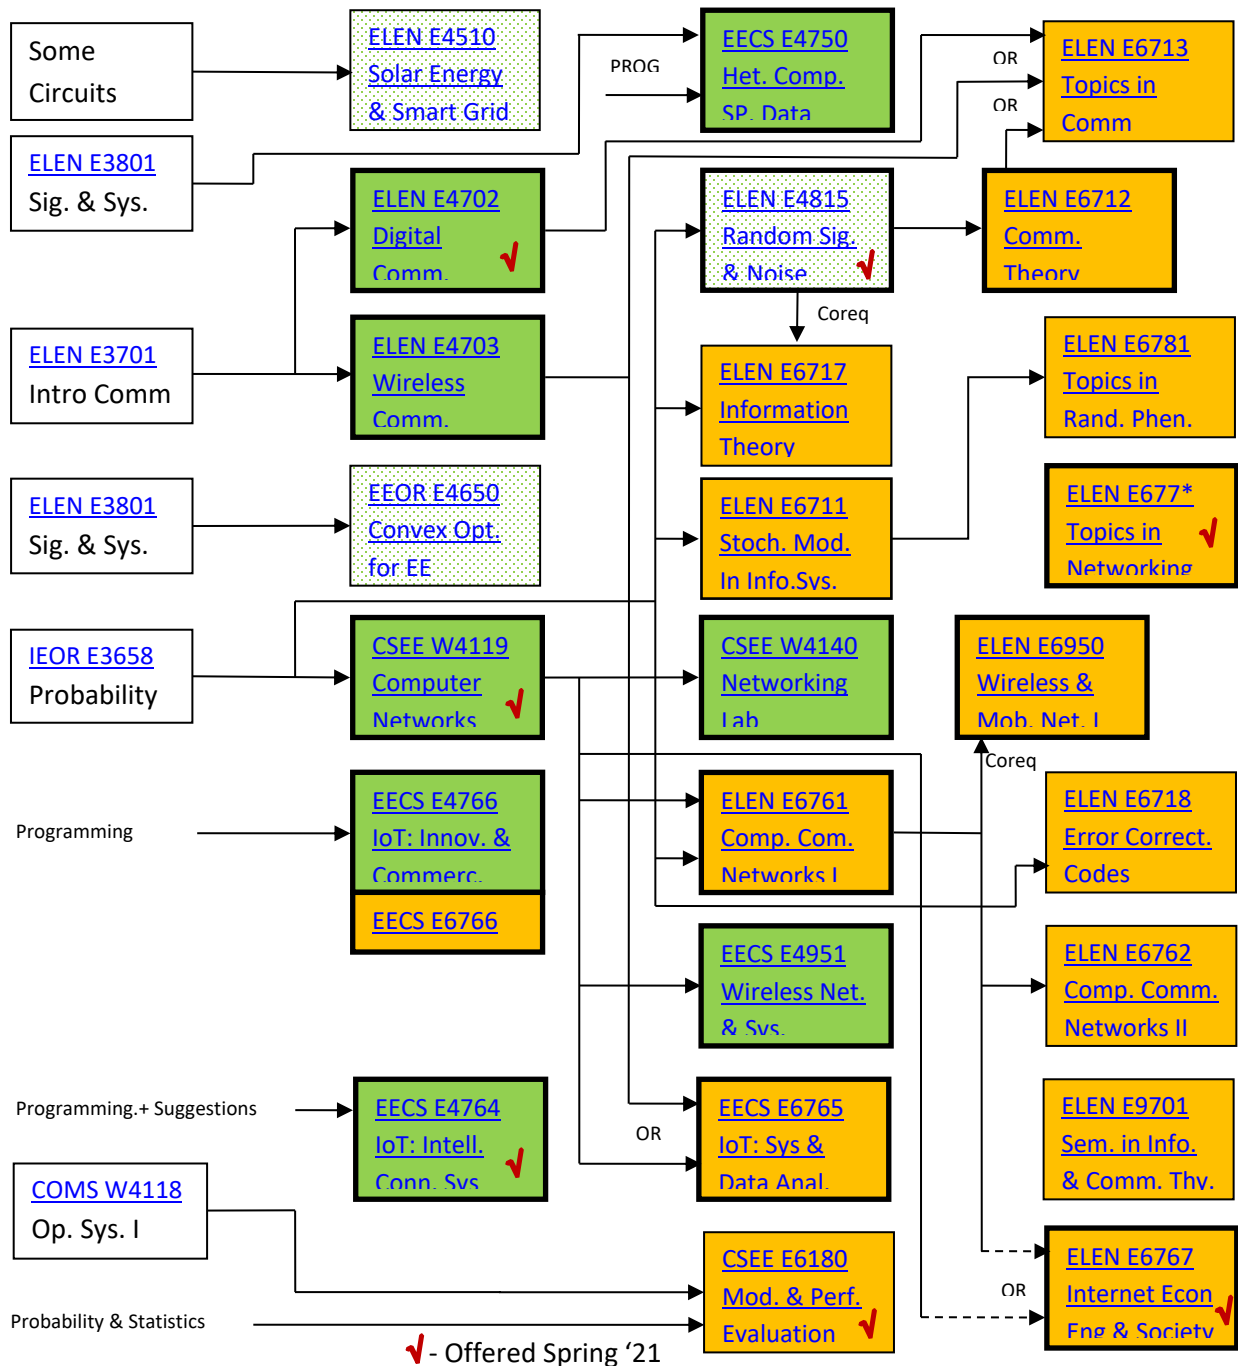 Some
Circuits
ELEN E4510
Solar Energy
& Smart Grid
PROG
EECS E4750
Het. Comp.
SP. Data
OR
OR
ELEN E6713
Topics in
Comm
ELEN E3801
Sig. & Sys.
ELEN E4702
Digital
Comm.
ELEN E4815
Random Sig.
& Noise
ELEN E6712
Comm.
Theory
Coreq
ELEN E3701
Intro Comm
ELEN E4703
Wireless
Comm.
ELEN E6717
Information
Theory
ELEN E6781
Topics in
Rand. Phen.
ELEN E3801
Sig. & Sys.
EEOR E4650
Convex Opt.
for EE
ELEN E6711
Stoch. Mod.
In Info.Sys.
ELEN E677*
Topics in
Networking
IEOR E3658
Probability
CSEE W4119
Computer
Networks
CSEE W4140
Networking
Lab
ELEN E6950
Wireless &
Mob. Net. I
Coreq
Programming
EECS E4766
IoT: Innov. &
Commerc.
EECS E6766
ELEN E6761
Comp. Com.
Networks I
ELEN E6718
Error Correct.
Codes
EECS E4951
Wireless Net.
& Sys.
ELEN E6762
Comp. Comm.
Networks II
Programming.+ Suggestions
EECS E4764
IoT: Intell.
Conn. Sys
OR
EECS E6765
IoT: Sys &
Data Anal.
ELEN E9701
Sem. in Info.
& Comm. Thy.
COMS W4118
Op. Sys. I
CSEE E6180
Mod. & Perf.
Evaluation
OR
ELEN E6767
Internet Econ
Eng & Society
Probability & Statistics
√ - Offered Spring ‘21